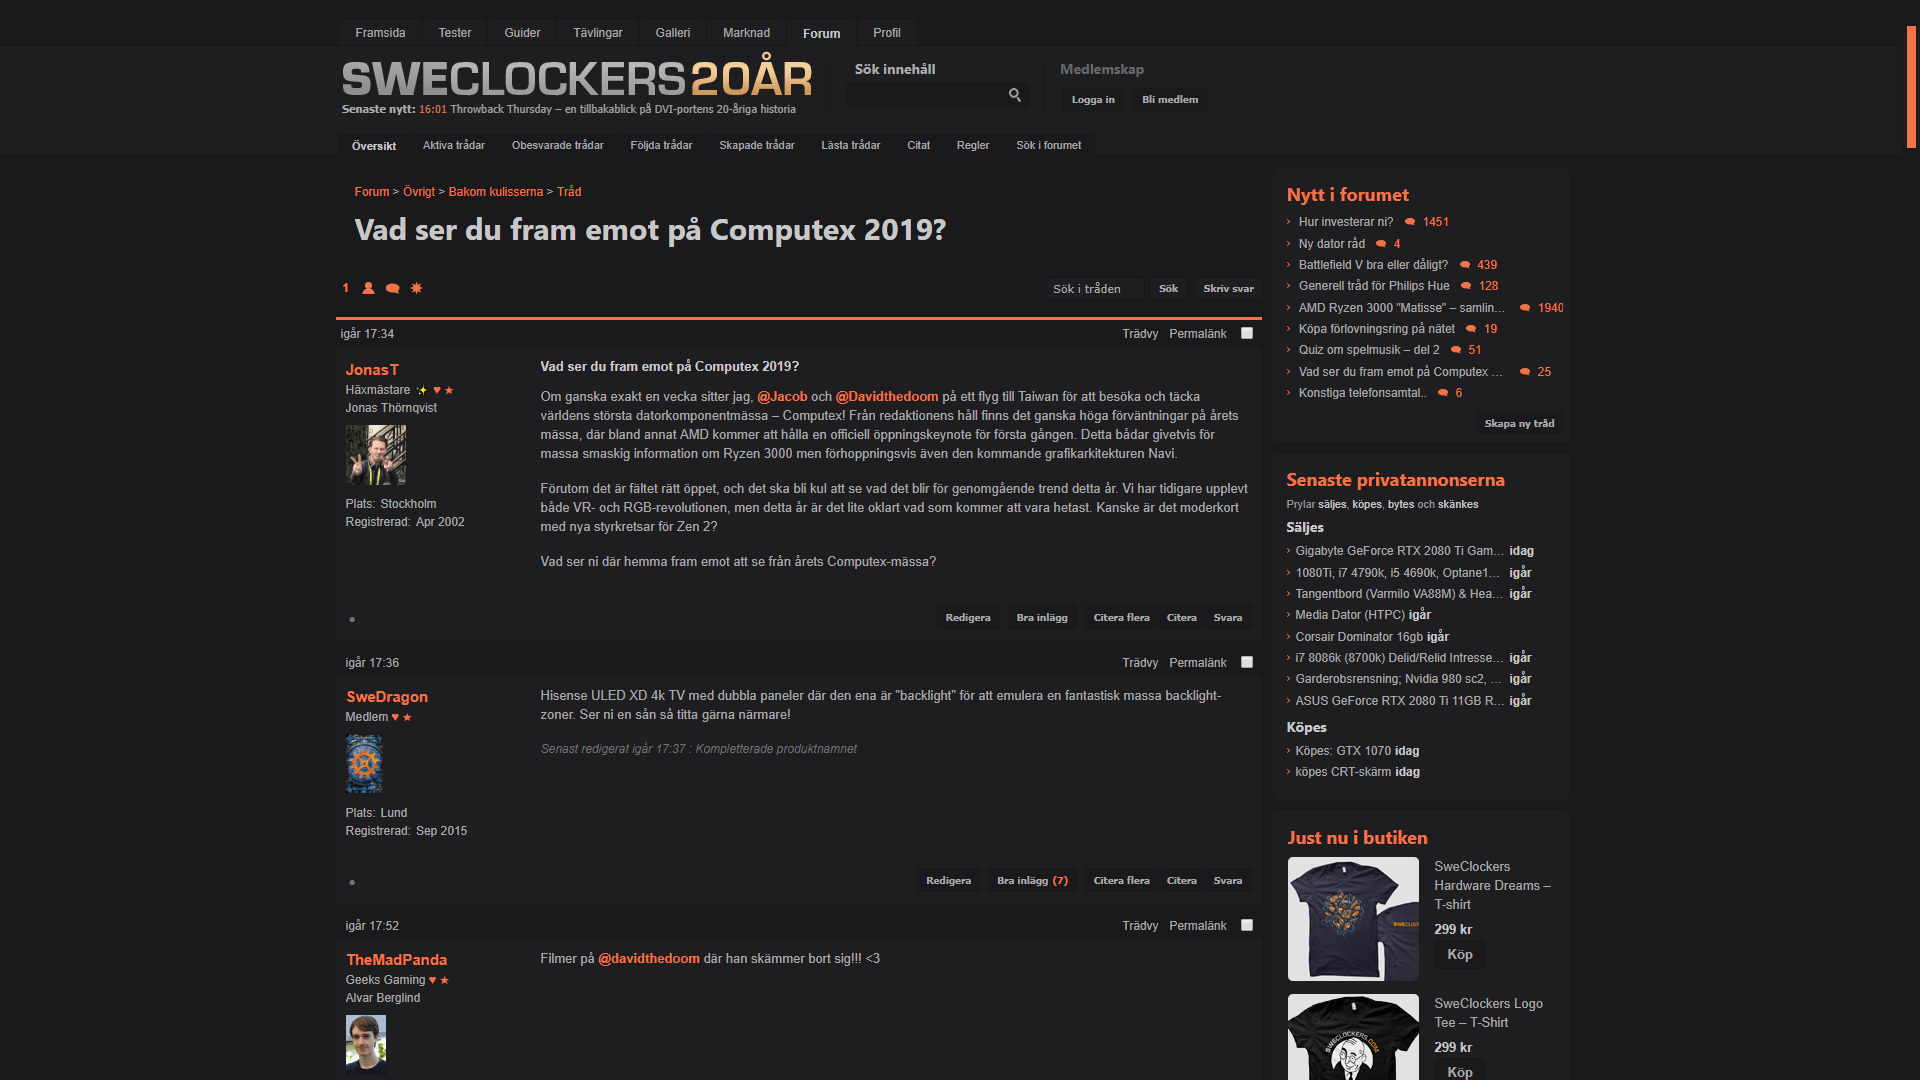 Framsida Tester Guider Tävlingar Galleri Marknad Forum Profil
SWECLOCKERS 20ÅR
Senaste nytt: 16:01 Throwback Thursday – en tillbakablick på DVI-portens 20-åriga historia
Sök innehåll
Medlemskap
Logga in Bli medlem
Översikt Aktiva trådar Obesvarade trådar Följda trådar Skapade trådar Lästa trådar Citat Regler Sök i forumet
Forum > Övrigt > Bakom kulisserna > Tråd
Vad ser du fram emot på Computex 2019?
1
Sök i tråden Sök Skriv svar
igår 17:34 Trädvy Permalänk
JonasT
Häxmästare ✨ ♥ ★
Jonas Thörnqvist
Plats: Stockholm
Registrerad: Apr 2002
Vad ser du fram emot på Computex 2019?
Om ganska exakt en vecka sitter jag, @Jacob och @Davidthedoom på ett flyg till Taiwan för att besöka och täcka
världens största datorkomponentmässa – Computex! Från redaktionens håll finns det ganska höga förväntningar på årets
mässa, där bland annat AMD kommer att hålla en officiell öppningskeynote för första gången. Detta bådar givetvis för
massa smaskig information om Ryzen 3000 men förhoppningsvis även den kommande grafikarkitekturen Navi.
Förutom det är fältet rätt öppet, och det ska bli kul att se vad det blir för genomgående trend detta år. Vi har tidigare upplevt
både VR- och RGB-revolutionen, men detta år är det lite oklart vad som kommer att vara hetast. Kanske är det moderkort
med nya styrkretsar för Zen 2?
Vad ser ni där hemma fram emot att se från årets Computex-mässa?
Redigera Bra inlägg Citera flera Citera Svara
igår 17:36 Trädvy Permalänk
SweDragon
Medlem ♥ ★
Plats: Lund
Registrerad: Sep 2015
Hisense ULED XD 4k TV med dubbla paneler där den ena är "backlight" för att emulera en fantastisk massa backlight-
zoner. Ser ni en sån så titta gärna närmare!
Senast redigerat igår 17:37 : Kompletterade produktnamnet
Redigera Bra inlägg (7) Citera flera Citera Svara
igår 17:52 Trädvy Permalänk
TheMadPanda
Geeks Gaming ♥ ★
Alvar Berglind
Filmer på @davidthedoom där han skämmer bort sig!!! <3
Nytt i forumet
Hur investerar ni? 1451
Ny dator råd 4
Battlefield V bra eller dåligt? 439
Generell tråd för Philips Hue 128
AMD Ryzen 3000 "Matisse" – samlin... 1940
Köpa förlovningsring på nätet 19
Quiz om spelmusik – del 2 51
Vad ser du fram emot på Computex ... 25
Konstiga telefonsamtal.. 6
Skapa ny tråd
Senaste privatannonserna
Prylar säljes, köpes, bytes och skänkes
Säljes
Gigabyte GeForce RTX 2080 Ti Gam... idag
1080Ti, i7 4790k, i5 4690k, Optane1... igår
Tangentbord (Varmilo VA88M) & Hea... igår
Media Dator (HTPC) igår
Corsair Dominator 16gb igår
i7 8086k (8700k) Delid/Relid Intresse... igår
Garderobsrensning; Nvidia 980 sc2, ... igår
ASUS GeForce RTX 2080 Ti 11GB R... igår
Köpes
Köpes: GTX 1070 idag
köpes CRT-skärm idag
Just nu i butiken
SweClockers
Hardware Dreams –
T-shirt
299 kr
Köp
SweClockers Logo
Tee – T-Shirt
299 kr
Köp
SWECLOCKERS.COM